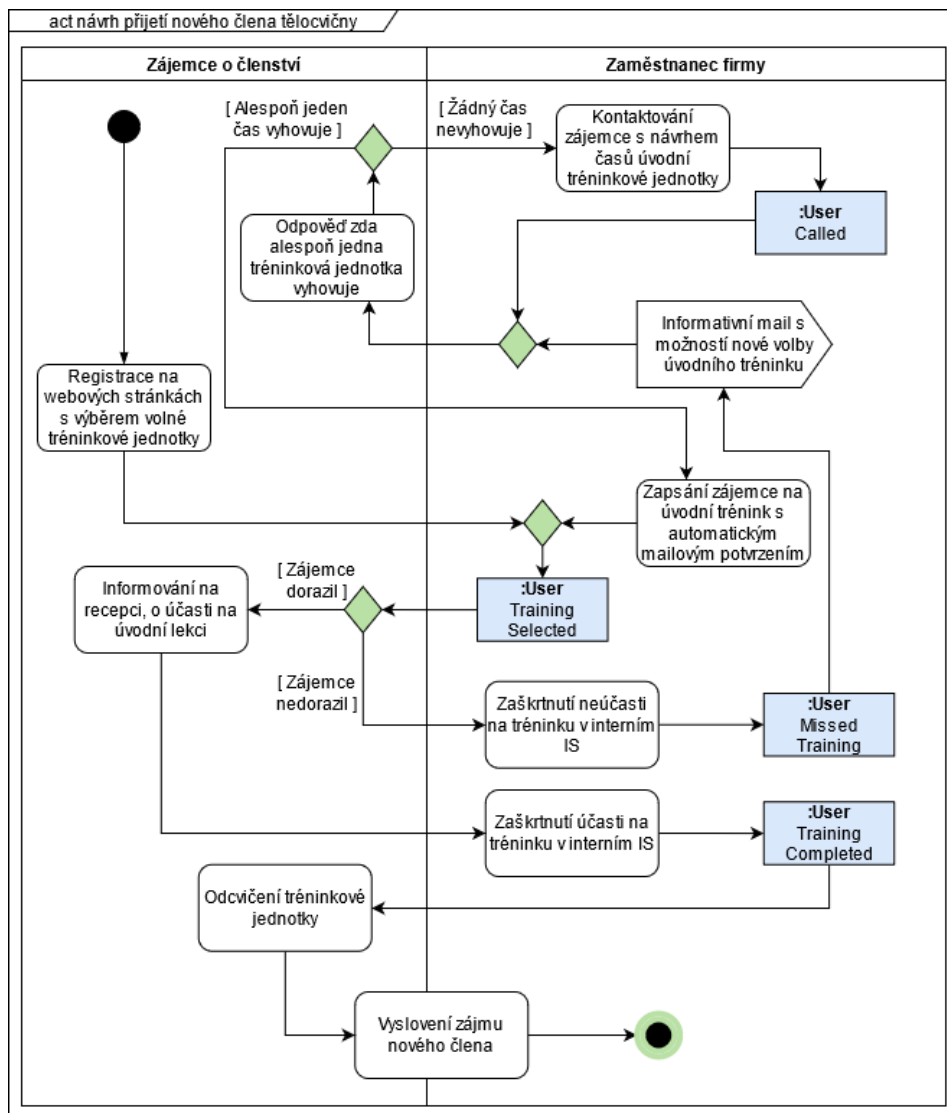 act návrh přijetí nového člena tělocvičny
Zájemce o členství
Zaměstnanec firmy
[ Alespoň jeden
čas vyhovuje ]
[ Žádný čas
nevyhovuje ]
Kontaktování
zájemce s návrhem
časů úvodní
tréninkové jednotky
:User
Called
Odpověď zda
alespoň jedna
tréninková jednotka
vyhovuje
Informativní mail s
možností nové volby
úvodního tréninku
Registrace na
webových stránkách
s výběrem volné
tréninkové jednotky
Zapsání zájemce na
úvodní trénink s
automatickým
mailovým potvrzením
[ Zájemce
dorazil ]
Informování na
recepci, o účasti na
úvodní lekci
:User
Training
Selected
[ Zájemce
nedorazil ]
Zaškrtnutí neúčasti
na tréninku v interním
IS
:User
Missed
Training
Zaškrtnutí účasti na
tréninku v interním IS
:User
Training
Completed
Odcvičení tréninkové
jednotky
Vyslovení zájmu
nového člena